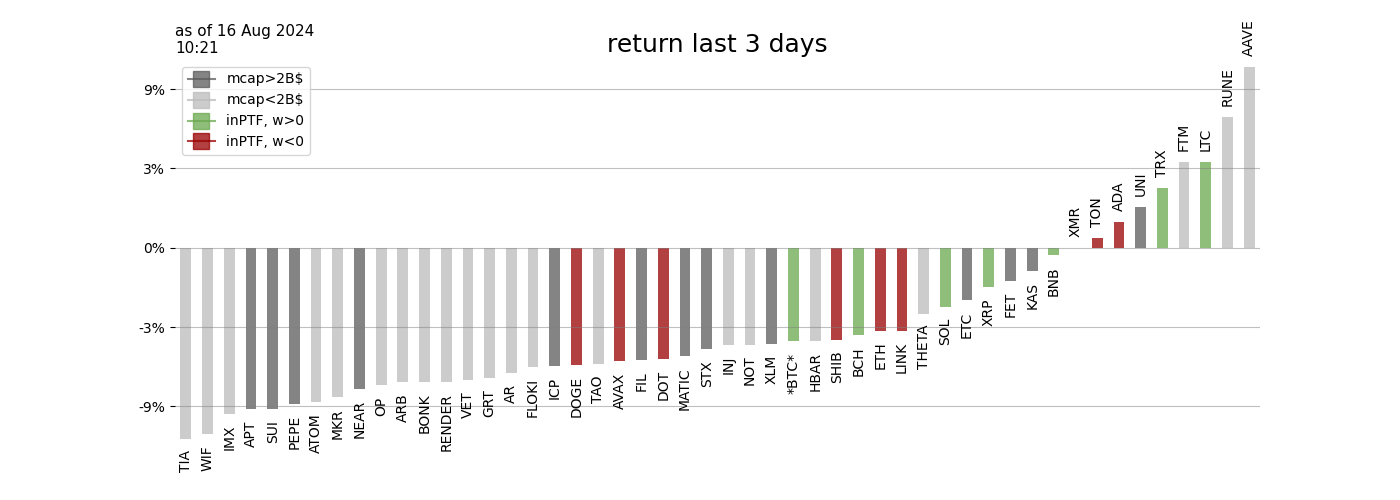 as of 16 Aug 2024
10:21
return last 3 days
mcap>2B$
mcap<2B$
inPTF, w>0
inPTF, w<0
9%
3%
0%
-3%
-9%
TIA
WIF
IMX
APT
SUI
PEPE
ATOM
MKR
NEAR
OP
ARB
BONK
RENDER
VET
GRT
AR
FLOKI
ICP
DOGE
TAO
AVAX
FIL
DOT
MATIC
STX
INJ
NOT
XLM
*BTC*
HBAR
SHIB
BCH
ETH
LINK
THETA
SOL
ETC
XRP
FET
KAS
BNB
XMR
TON
ADA
UNI
TRX
FTM
LTC
RUNE
AAVE